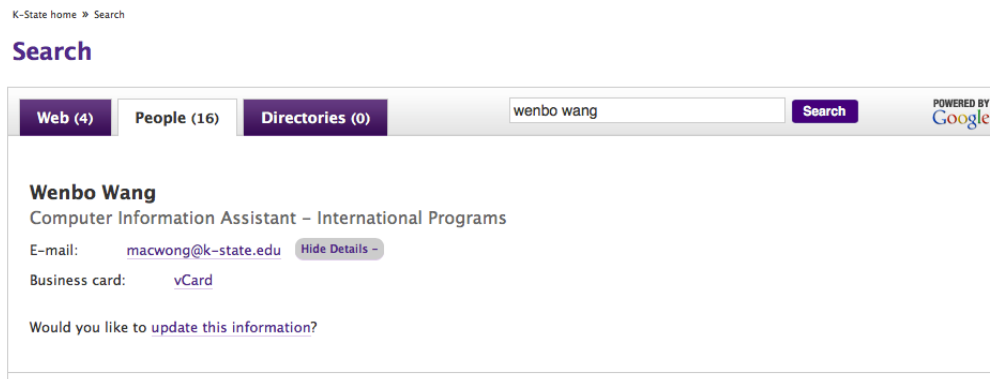 K-State home » Search
Search
Web (4) People (16) Directories (0) wenbo wang Search POWERED BY Google
Wenbo Wang
Computer Information Assistant – International Programs
E-mail: macwong@k-state.edu Hide Details –
Business card: vCard
Would you like to update this information?